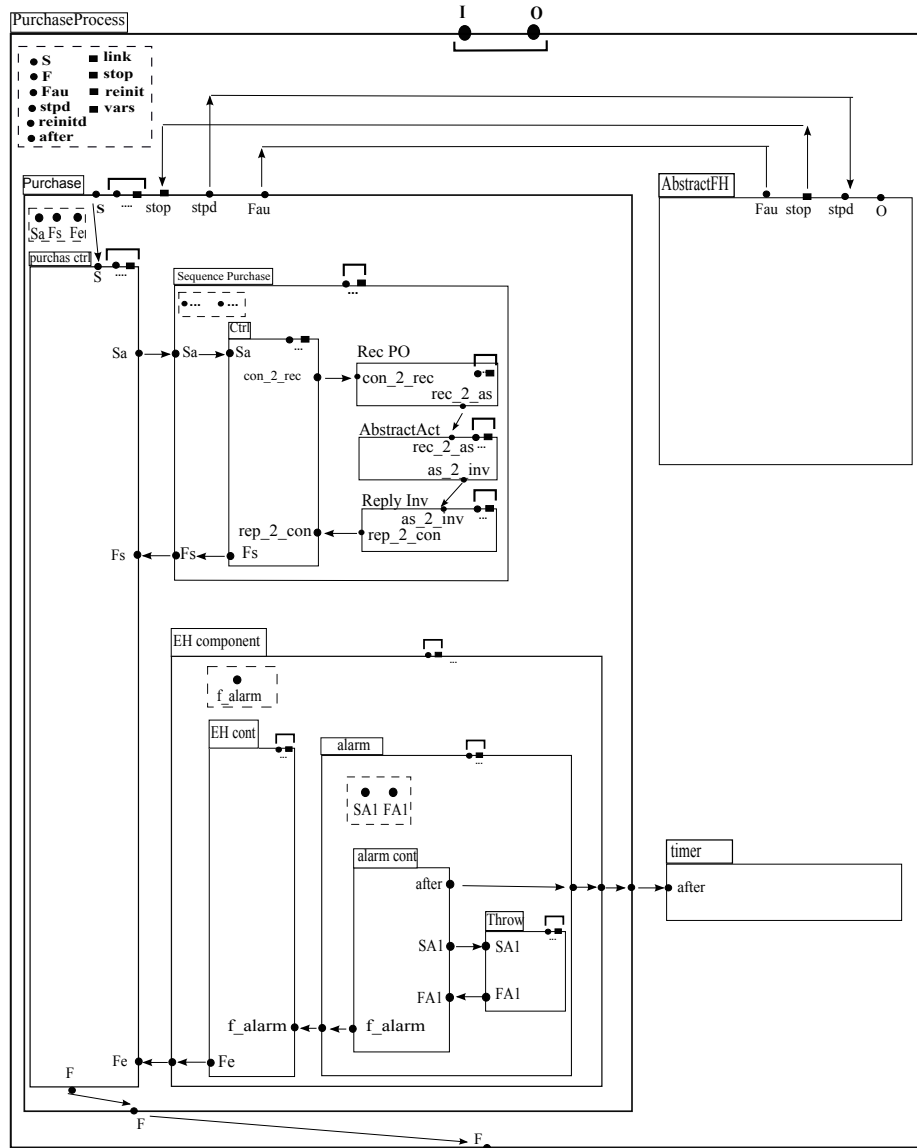 PurchaseProcess
I O
S link
F stop
Fau reinit
stpd vars
reinitd
after
Purchase
s .... stop stpd Fau
AbstractFH
Fau stop stpd O
Sa Fs Fe
purchas ctrl
S ....
Sequence Purchase
...
... ...
Ctrl
...
Sa Sa Sa
con_2_rec
Rec PO
con_2_rec
...
rec_2_as
AbstractAct
rec_2_as ...
as_2_inv
Reply Inv
as_2_inv ...
rep_2_con rep_2_con
Fs Fs Fs
EH component
...
f_alarm
EH cont
...
alarm
...
SA1 FA1
alarm cont
after
timer
after
Throw
...
SA1 SA1
FA1 FA1
f_alarm f_alarm
Fe Fe
F
F
F